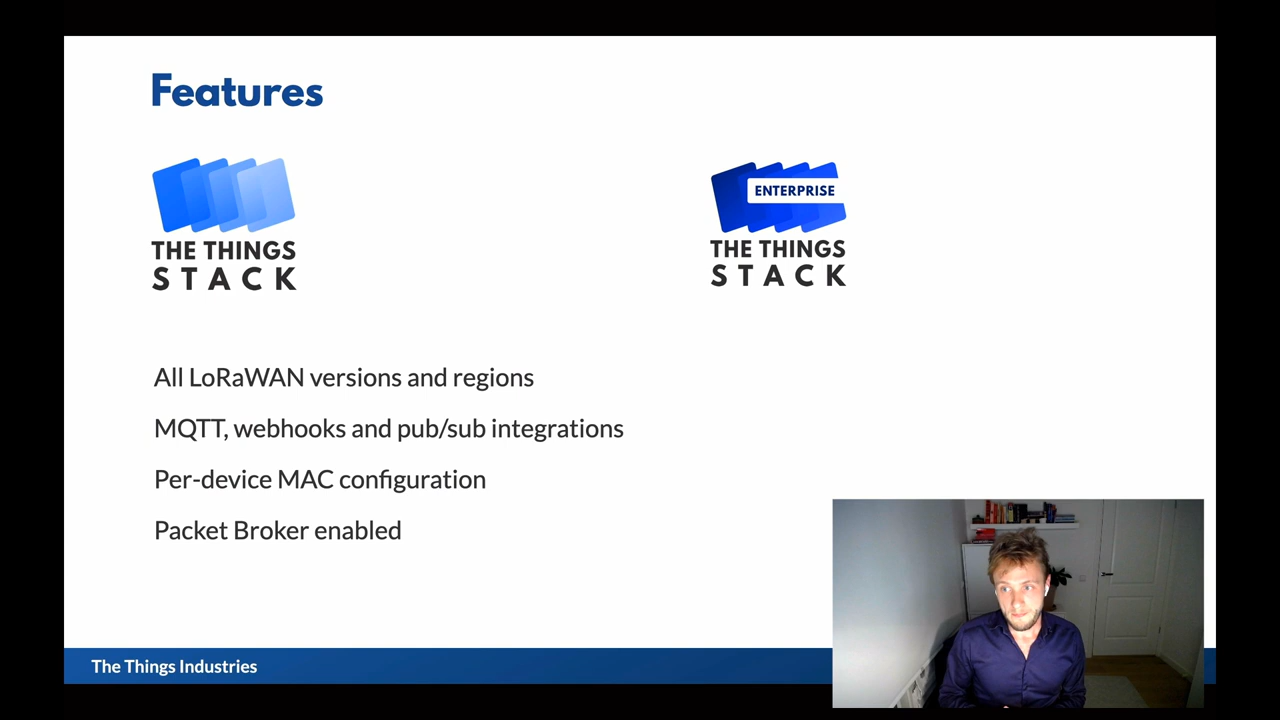 Features
THE THINGS
STACK
ENTERPRISE
THE THINGS
STACK
All LoRaWAN versions and regions
MQTT, webhooks and pub/sub integrations
Per-device MAC configuration
Packet Broker enabled
The Things Industries